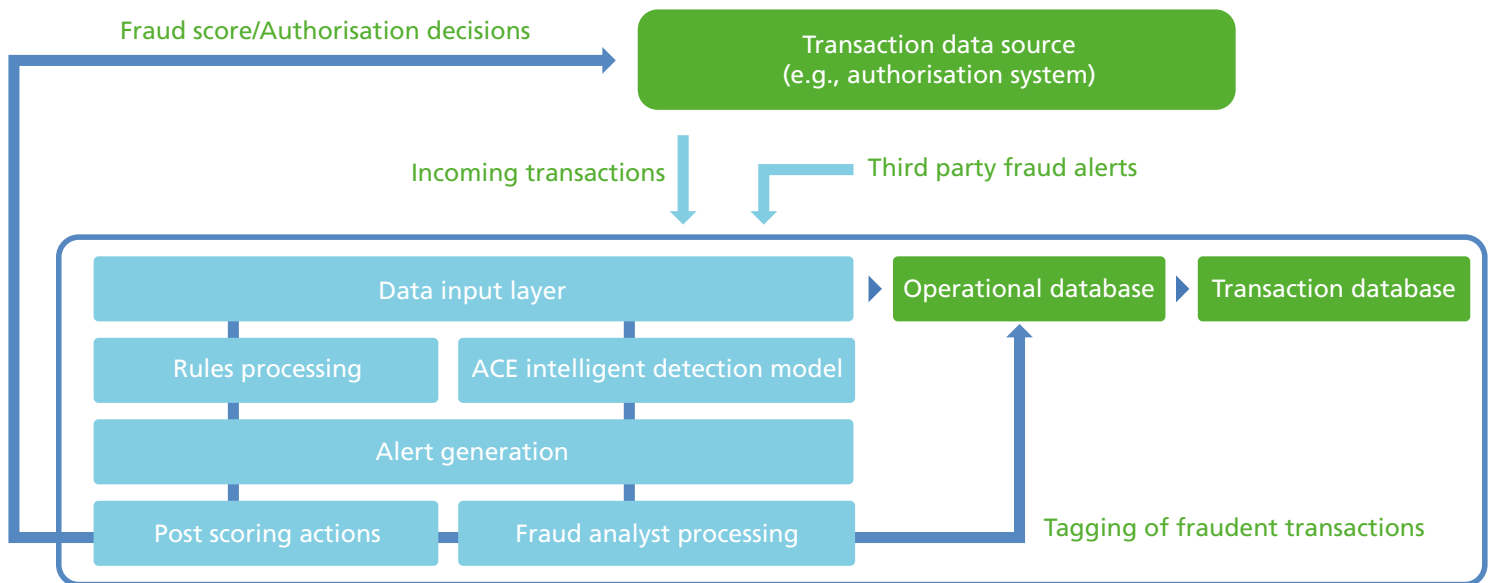 Fraud score/Authorisation decisions
Transaction data source
(e.g., authorisation system)
Incoming transactions
Third party fraud alerts
Data input layer
Operational database
Transaction database
Rules processing
ACE intelligent detection model
Alert generation
Post scoring actions
Fraud analyst processing
Tagging of fraudent transactions